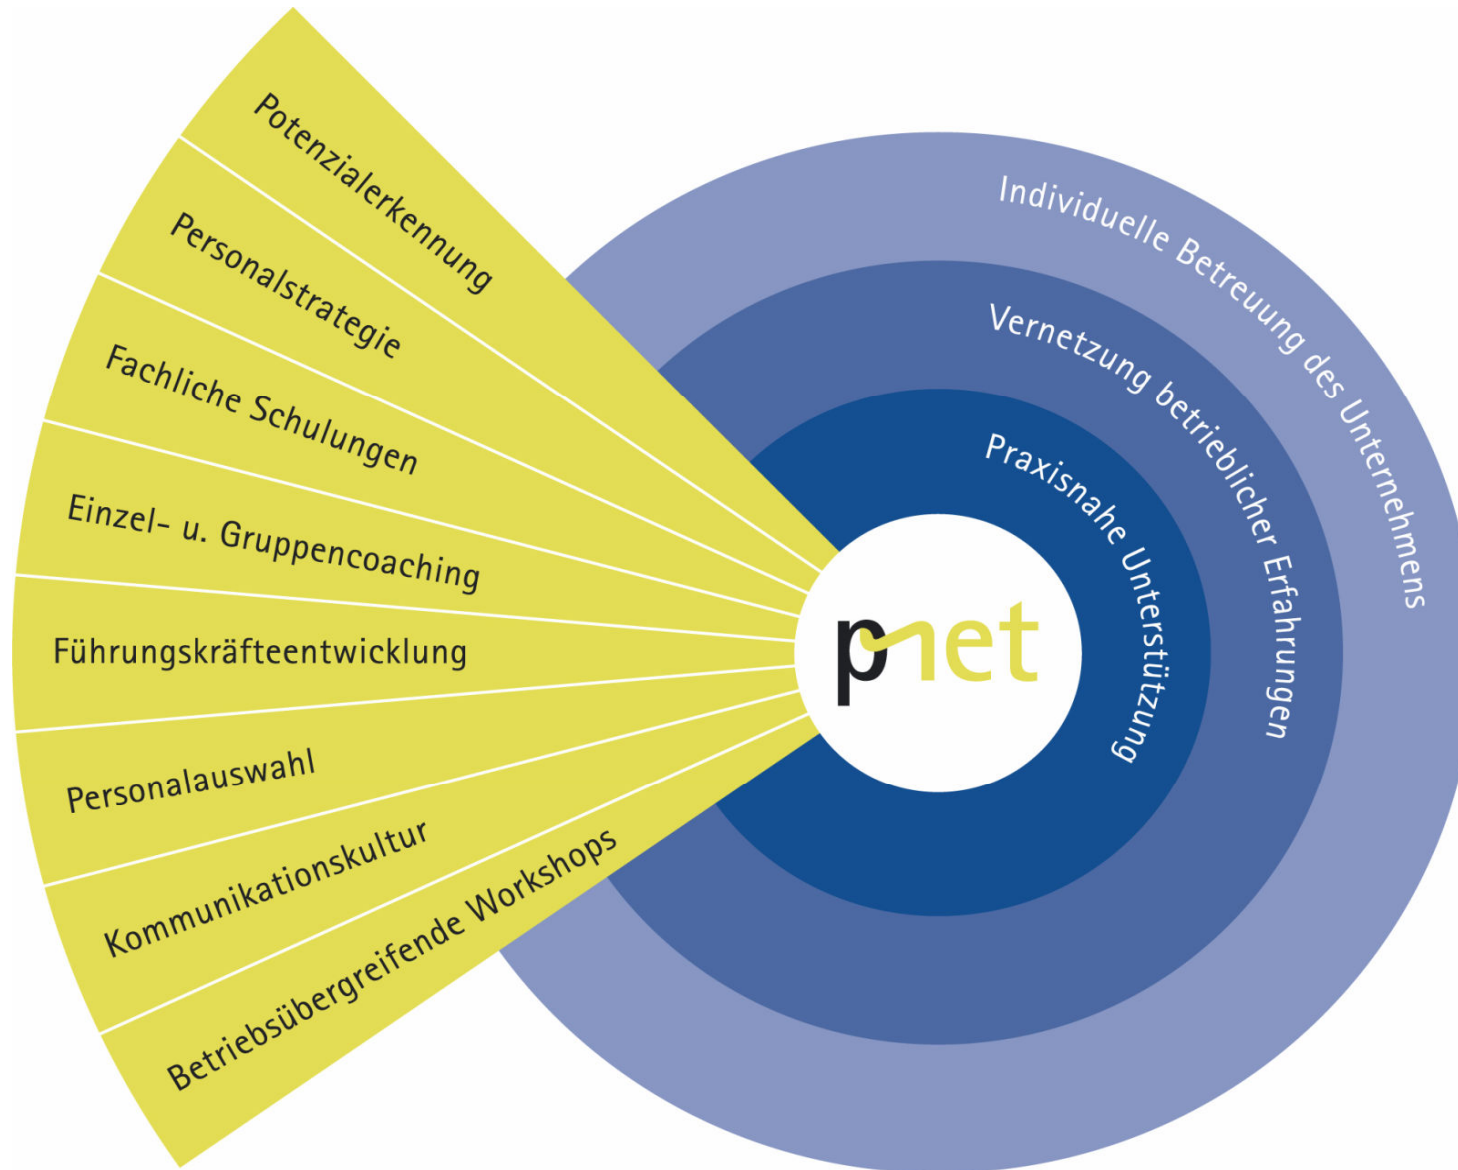 Potenzialerkennung
Personalstrategie
Fachliche Schulungen
Einzel- u. Gruppencoaching
Führungskräfteentwicklung
Personalauswahl
Kommunikationskultur
Betriebsübergreifende Workshops
Individuelle Betreuung des Unternehmens
Vernetzung betrieblicher Erfahrungen
Praxisnahe Unterstützung
pnet